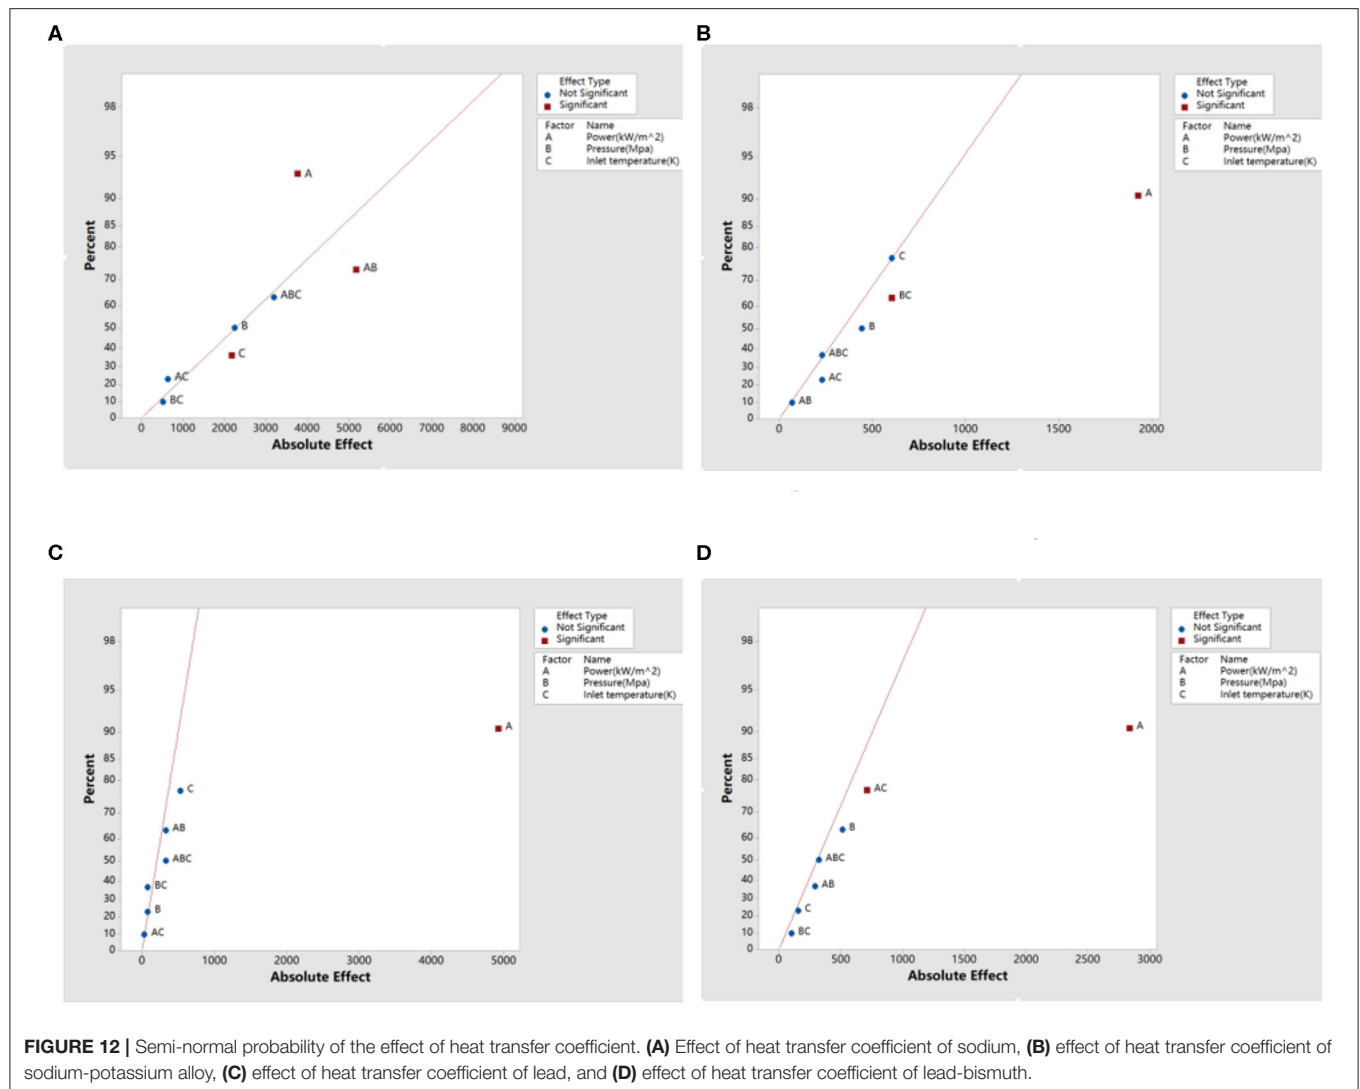 A
Effect Type
Not Significant
Significant
Factor Name
A Power(kW/m^2)
B Pressure(Mpa)
C Inlet temperature(K)
98
95
90
85
80
70
60
50
40
30
20
10
0
Percent
A
AB
ABC
B
C
AC
BC
0 1000 2000 3000 4000 5000 6000 7000 8000 9000
Absolute Effect
B
Effect Type
Not Significant
Significant
Factor Name
A Power(kW/m^2)
B Pressure(Mpa)
C Inlet temperature(K)
98
95
90
85
80
70
60
50
40
30
20
10
0
Percent
A
C
BC
B
ABC
AC
AB
0 500 1000 1500 2000
Absolute Effect
C
Effect Type
Not Significant
Significant
Factor Name
A Power(kW/m^2)
B Pressure(Mpa)
C Inlet temperature(K)
98
95
90
85
80
70
60
50
40
30
20
10
0
Percent
A
C
AB
ABC
BC
B
AC
0 1000 2000 3000 4000 5000
Absolute Effect
D
Effect Type
Not Significant
Significant
Factor Name
A Power(kW/m^2)
B Pressure(Mpa)
C Inlet temperature(K)
98
95
90
85
80
70
60
50
40
30
20
10
0
Percent
A
AC
B
ABC
AB
C
BC
0 500 1000 1500 2000 2500 3000
Absolute Effect
FIGURE 12 | Semi-normal probability of the effect of heat transfer coefficient. (A) Effect of heat transfer coefficient of sodium, (B) effect of heat transfer coefficient of
sodium-potassium alloy, (C) effect of heat transfer coefficient of lead, and (D) effect of heat transfer coefficient of lead-bismuth.